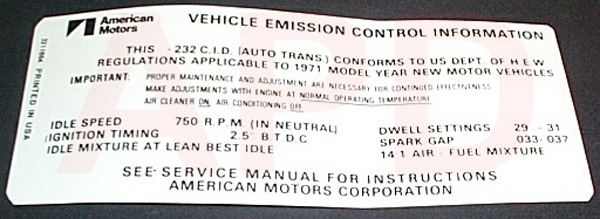 American Motors
VEHICLE EMISSION CONTROL INFORMATION
THIS - 232 C.I.D. (AUTO TRANS.) CONFORMS TO US DEPT. OF H E W
REGULATIONS APPLICABLE TO 1971 MODEL YEAR NEW MOTOR VEHICLES
IMPORTANT: PROPER MAINTENANCE AND ADJUSTMENT ARE NECESSARY FOR CONTINUED EFFECTIVENESS
MAKE ADJUSTMENTS WITH ENGINE AT NORMAL OPERATING TEMPERATURE
AIR CLEANER ON, AIR CONDITIONING OFF.
IDLE SPEED 750 R.P.M. (IN NEUTRAL) DWELL SETTINGS 29 - 31
IGNITION TIMING 2.5° B T D C SPARK GAP 033-037
IDLE MIXTURE AT LEAN BEST IDLE 14 1 AIR - FUEL MIXTURE
SEE SERVICE MANUAL FOR INSTRUCTIONS
AMERICAN MOTORS CORPORATION
PRINTED IN USA
APD